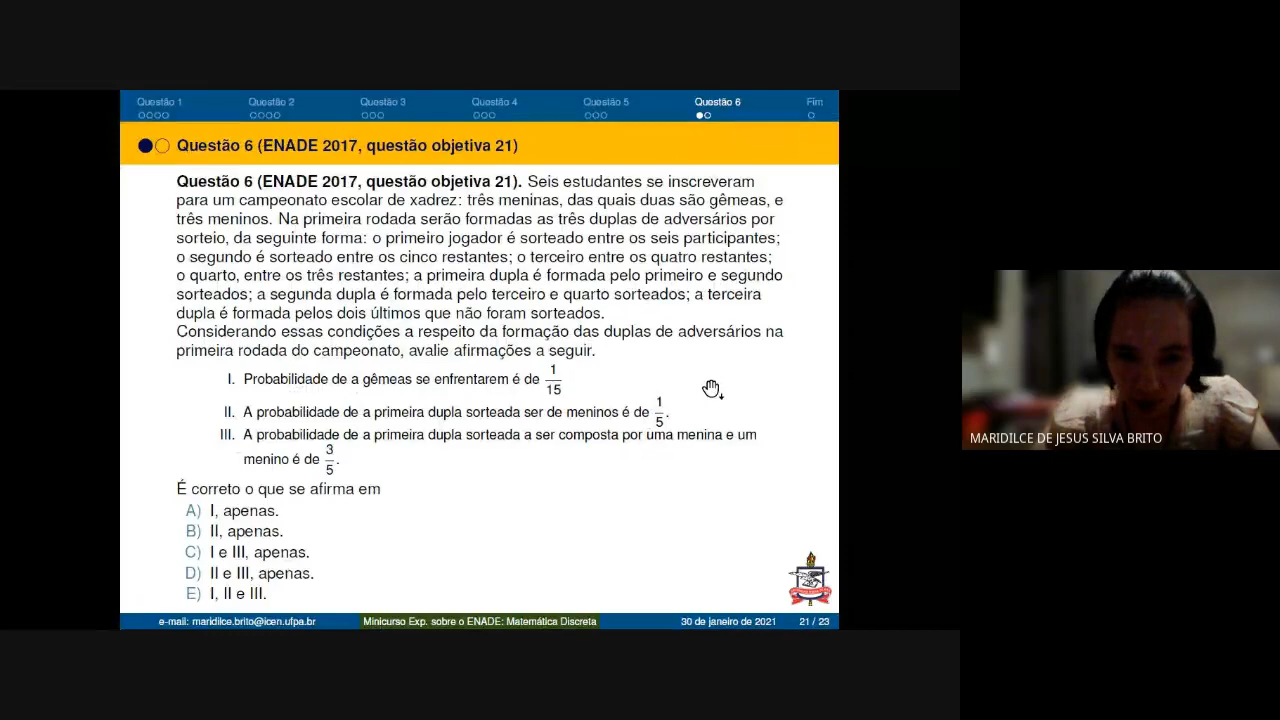 Questão 1 Questão 2 Questão 3 Questão 4 Questão 5 Questão 6 Fim
Questão 6 (ENADE 2017, questão objetiva 21)
Questão 6 (ENADE 2017, questão objetiva 21). Seis estudantes se inscreveram
para um campeonato escolar de xadrez: três meninas, das quais duas são gêmeas, e
três meninos. Na primeira rodada serão formadas as três duplas de adversários por
sorteio, da seguinte forma: o primeiro jogador é sorteado entre os seis participantes;
o segundo é sorteado entre os cinco restantes; o terceiro entre os quatro restantes;
o quarto, entre os três restantes; a primeira dupla é formada pelo primeiro e segundo
sorteados; a segunda dupla é formada pelo terceiro e quarto sorteados; a terceira
dupla é formada pelos dois últimos que não foram sorteados.
Considerando essas condições a respeito da formação das duplas de adversários na
primeira rodada do campeonato, avalie afirmações a seguir.
I. Probabilidade de a gêmeas se enfrentarem é de 1/15
II. A probabilidade de a primeira dupla sorteada ser de meninos é de 1/5.
III. A probabilidade de a primeira dupla sorteada a ser composta por uma menina e um
menino é de 3/5.
É correto o que se afirma em
A) I, apenas.
B) II, apenas.
C) I e III, apenas.
D) II e III, apenas.
E) I, II e III.
e-mail: maridilce.brito@icen.ufpa.br Minicurso Exp. sobre o ENADE: Matemática Discreta 30 de janeiro de 2021 21 / 23
MARIDILCE DE JESUS SILVA BRITO